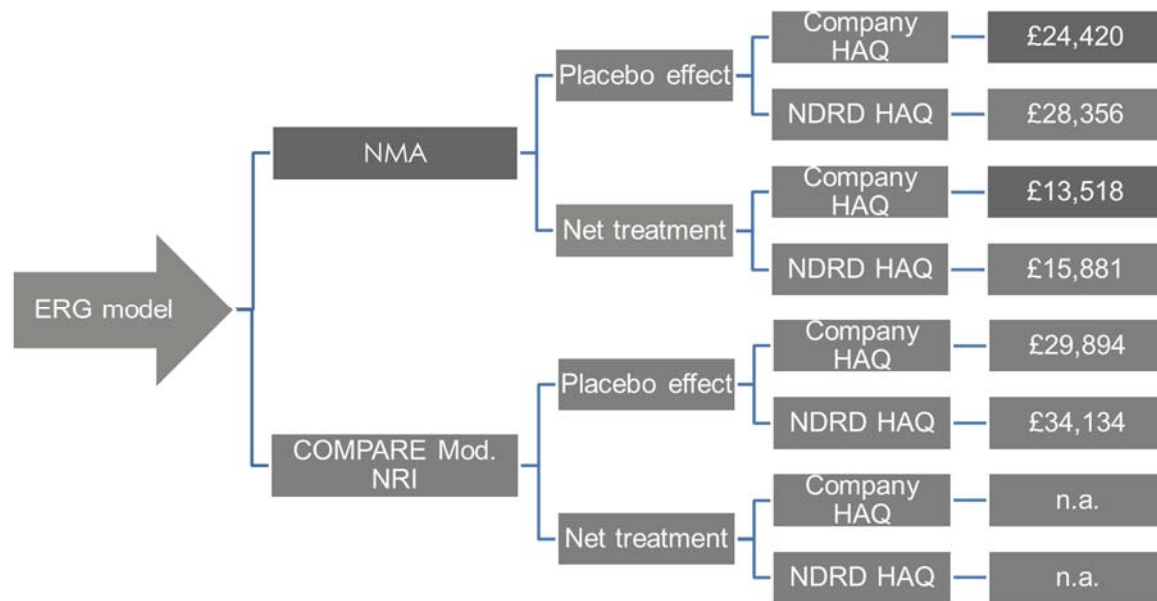 ERG model
NMA
Placebo effect
Company
HAQ
£24,420
NDRD HAQ
£28,356
Net treatment
Company
HAQ
£13,518
NDRD HAQ
£15,881
COMPARE Mod.
NRI
Placebo effect
Company
HAQ
£29,894
NDRD HAQ
£34,134
Net treatment
Company
HAQ
n.a.
NDRD HAQ
n.a.